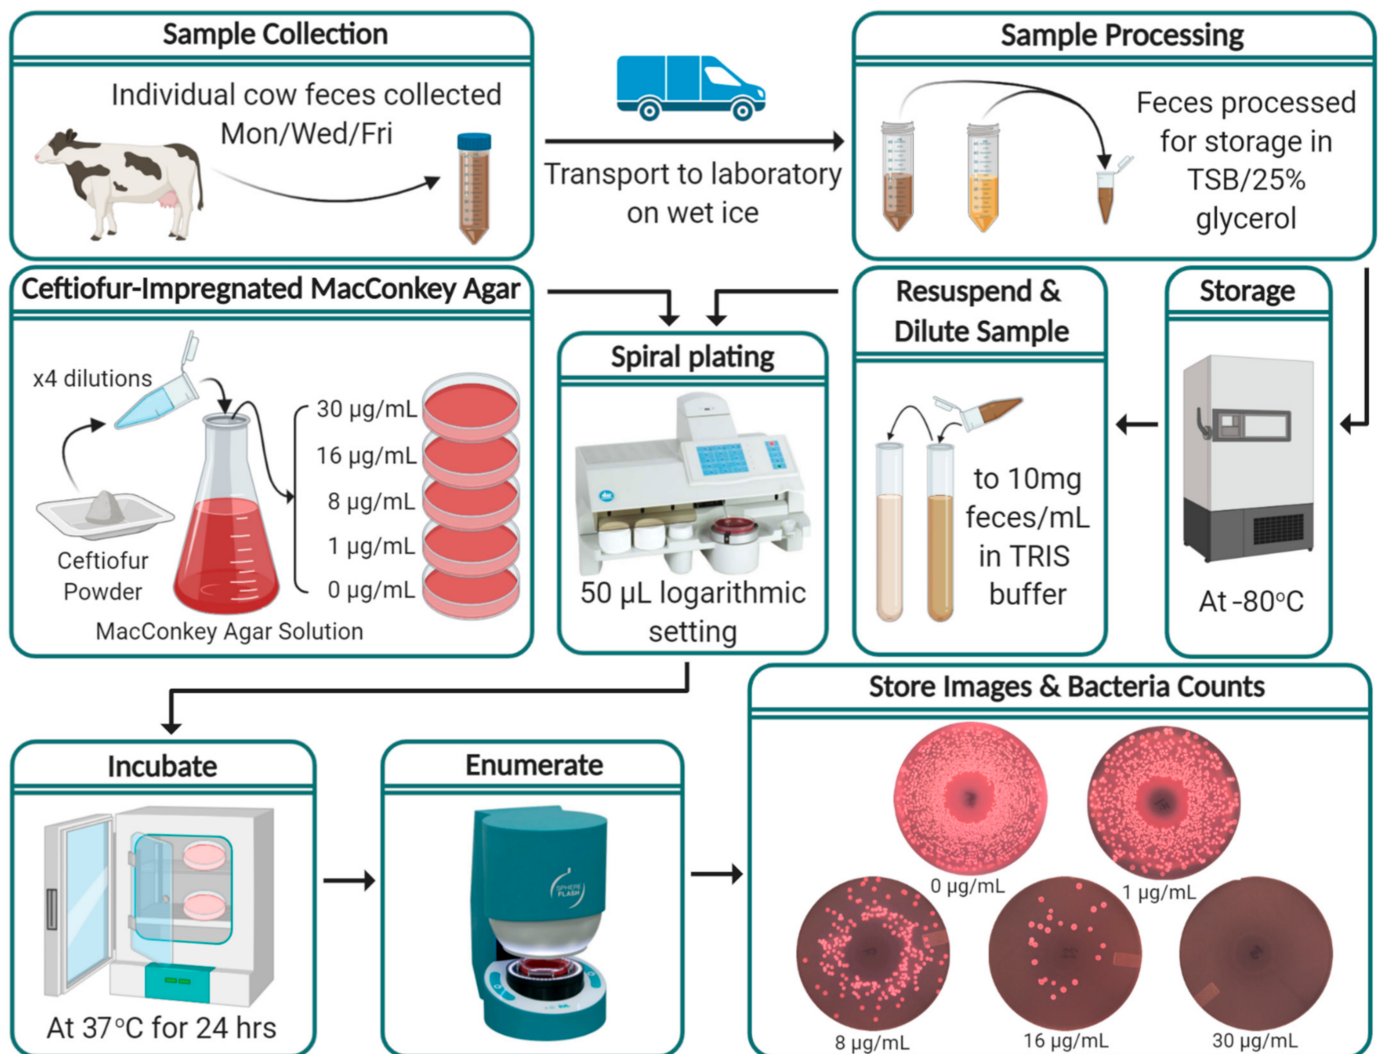 Sample Collection
Individual cow feces collected
Mon/Wed/Fri
Transport to laboratory
on wet ice
Sample Processing
Feces processed
for storage in
TSB/25%
glycerol
Ceftiofur-Impregnated MacConkey Agar
x4 dilutions
30 µg/mL
16 µg/mL
8 µg/mL
1 µg/mL
0 µg/mL
Ceftiofur
Powder
MacConkey Agar Solution
Spiral plating
50 µL logarithmic
setting
Resuspend &
Dilute Sample
to 10mg
feces/mL
in TRIS
buffer
Storage
At -80°C
Incubate
At 37°C for 24 hrs
Enumerate
SPHERE
FLASH
Store Images & Bacteria Counts
0 µg/mL
1 µg/mL
8 µg/mL
16 µg/mL
30 µg/mL